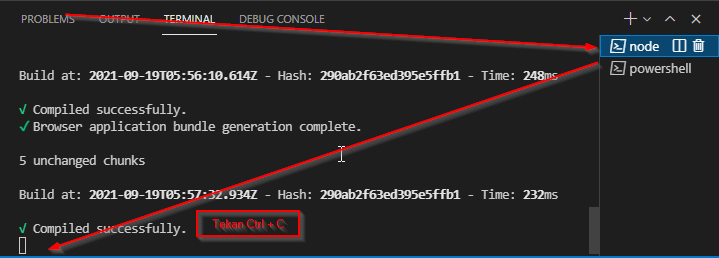 PROBLEMS OUTPUT TERMINAL DEBUG CONSOLE
node
powershell
Build at: 2021-09-19T05:56:10.614Z - Hash: 290ab2f63ed395e5ffb1 - Time: 248ms
√ Compiled successfully.
√ Browser application bundle generation complete.
5 unchanged chunks
Build at: 2021-09-19T05:57:32.934Z - Hash: 290ab2f63ed395e5ffb1 - Time: 232ms
√ Compiled successfully.
Tekan Ctrl + C